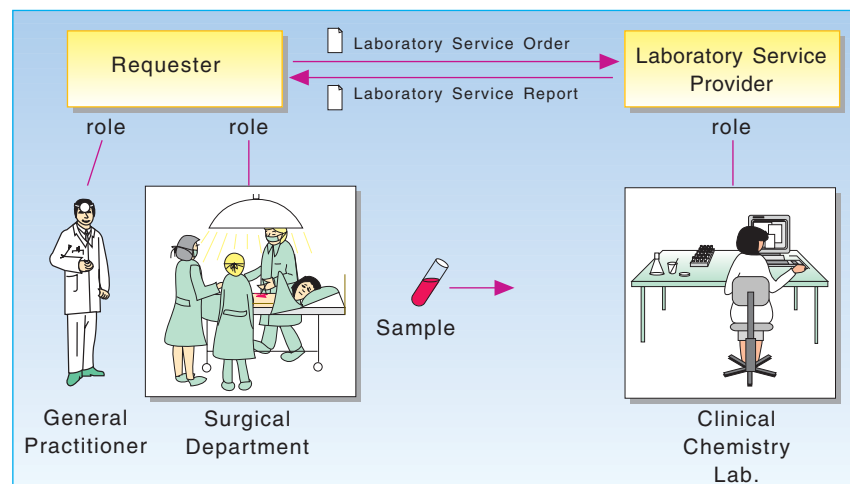 Requester
Laboratory Service Order
Laboratory Service Report
Laboratory Service
Provider
role
role
role
Sample
General
Practitioner
Surgical
Department
Clinical
Chemistry
Lab.